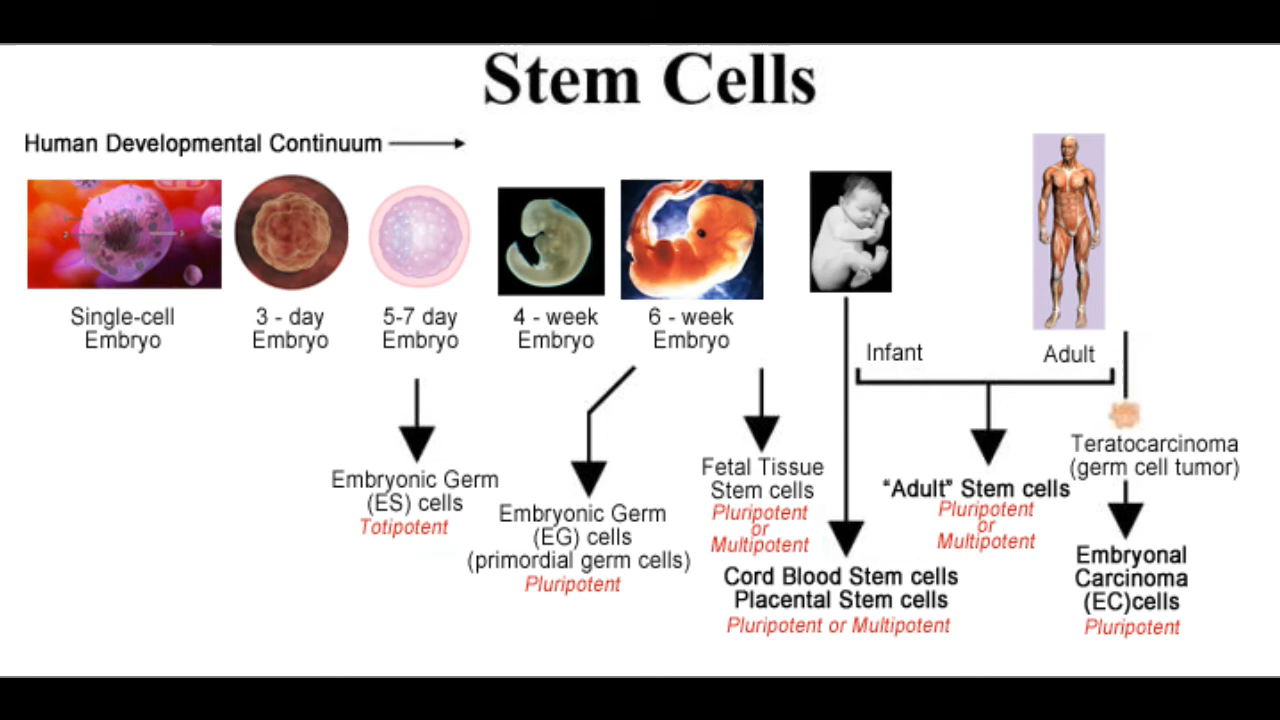 Stem Cells
Human Developmental Continuum
Single-cell
Embryo
3 - day
Embryo
5-7 day
Embryo
4 - week
Embryo
6 - week
Embryo
Infant
Adult
Embryonic Germ
(ES) cells
Totipotent
Embryonic Germ
(EG) cells
(primordial germ cells)
Pluripotent
Fetal Tissue
Stem cells
Pluripotent
or
Multipotent
Cord Blood Stem cells
Placental Stem cells
Pluripotent or Multipotent
“Adult” Stem cells
Pluripotent
or
Multipotent
Teratocarcinoma
(germ cell tumor)
Embryonal
Carcinoma
(EC)cells
Pluripotent